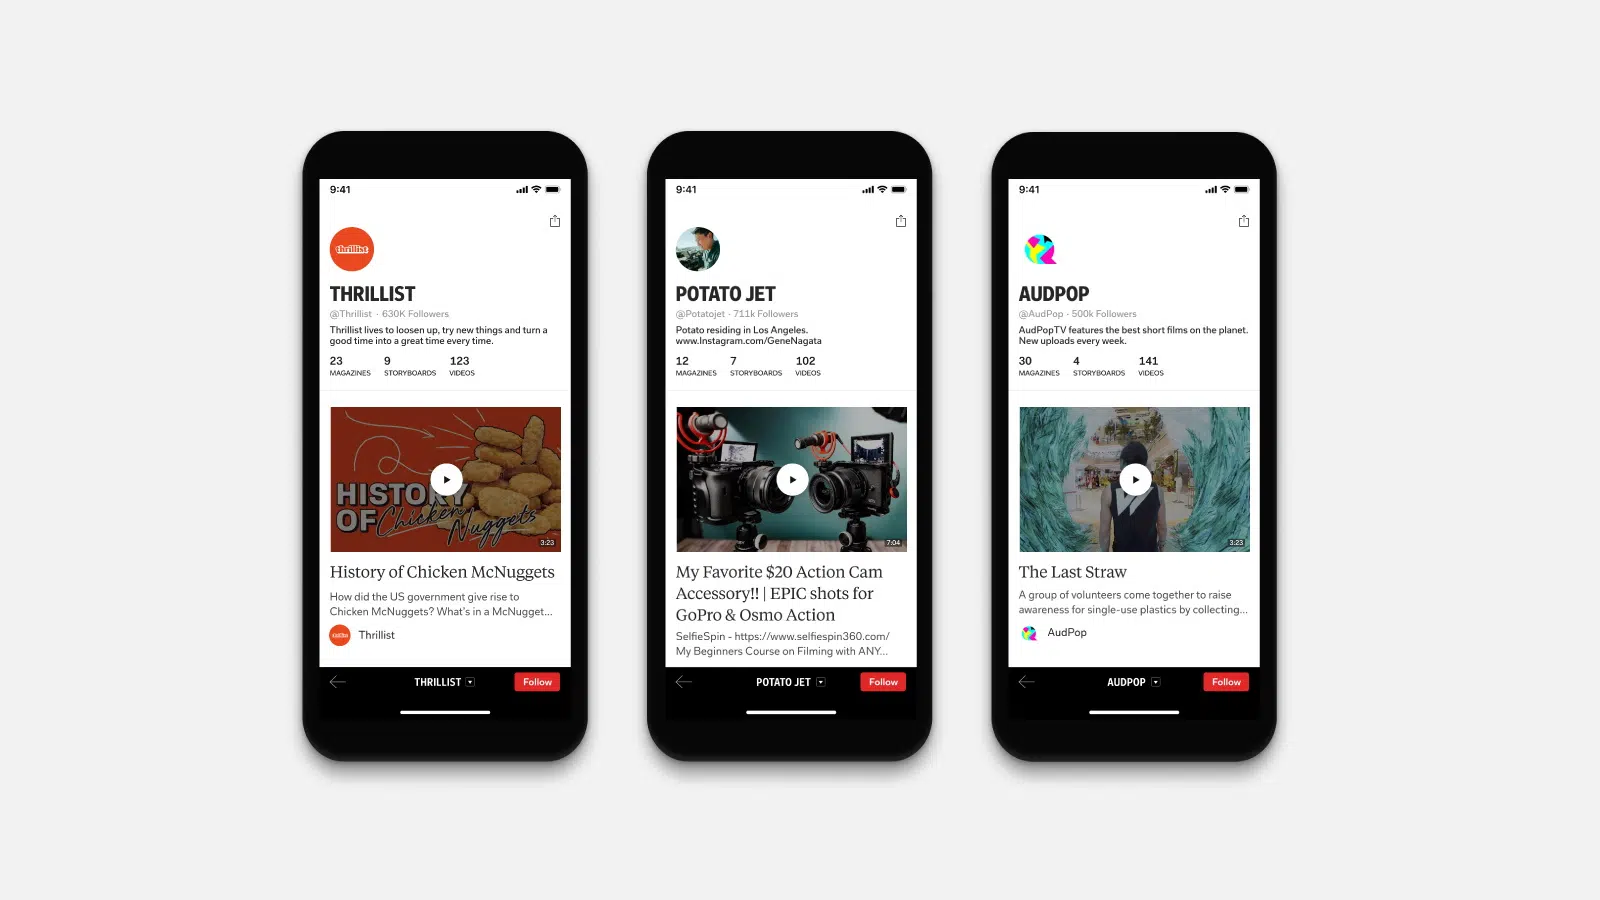 9:41
thrillist
THRILLIST
@Thrillist · 630K Followers
Thrillist lives to loosen up, try new things and turn a
good time into a great time every time.
23 9 123
MAGAZINES STORYBOARDS VIDEOS
HISTORY
OF Chicken
Nuggets
3:23
History of Chicken McNuggets
How did the US government give rise to
Chicken McNuggets? What's in a McNugget...
Thrillist
THRILLIST
Follow
9:41
POTATO JET
@Potatojet · 711k Followers
Potato residing in Los Angeles.
www.Instagram.com/GeneNagata
12 7 102
MAGAZINES STORYBOARDS VIDEOS
7:04
My Favorite $20 Action Cam
Accessory!! | EPIC shots for
GoPro & Osmo Action
SelfieSpin - https://www.selfiespin360.com/
My Beginners Course on Filming with ANY...
POTATO JET
Follow
9:41
AUDPOP
@AudPop · 500k Followers
AudPopTV features the best short films on the planet.
New uploads every week.
30 4 141
MAGAZINES STORYBOARDS VIDEOS
3:23
The Last Straw
A group of volunteers come together to raise
awareness for single-use plastics by collecting...
AudPop
AUDPOP
Follow